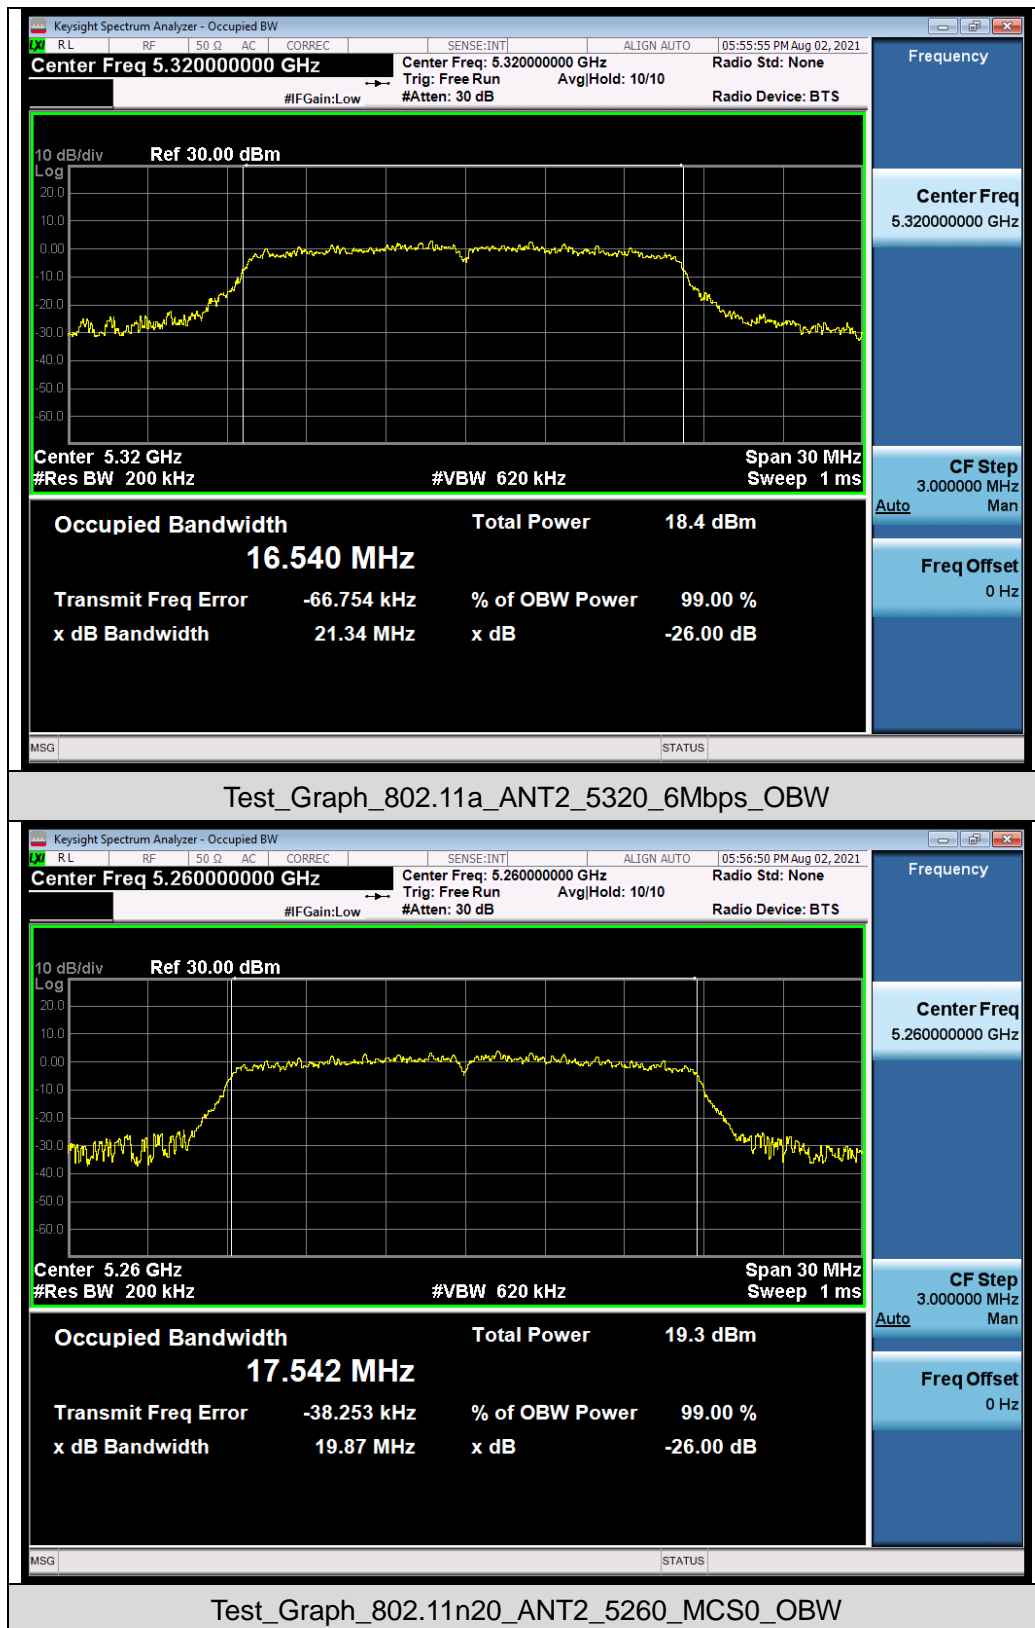 Keysight Spectrum Analyzer - Occupied BW
LXI RL RF 50 Ω AC CORREC SENSE:INT ALIGN AUTO 05:55:55 PM Aug 02, 2021
Center Freq 5.320000000 GHz Center Freq: 5.320000000 GHz Radio Std: None
Trig: Free Run Avg|Hold: 10/10
#IFGain:Low #Atten: 30 dB Radio Device: BTS
Frequency
10 dB/div Ref 30.00 dBm
Log
20.0
10.0
0.00
-10.0
-20.0
-30.0
-40.0
-50.0
-60.0
Center 5.32 GHz Span 30 MHz
#Res BW 200 kHz #VBW 620 kHz Sweep 1 ms
Center Freq
5.320000000 GHz
CF Step
3.000000 MHz
Auto Man
Freq Offset
0 Hz
Occupied Bandwidth Total Power 18.4 dBm
16.540 MHz
Transmit Freq Error -66.754 kHz % of OBW Power 99.00 %
x dB Bandwidth 21.34 MHz x dB -26.00 dB
MSG STATUS
Test_Graph_802.11a_ANT2_5320_6Mbps_OBW
Keysight Spectrum Analyzer - Occupied BW
LXI RL RF 50 Ω AC CORREC SENSE:INT ALIGN AUTO 05:56:50 PM Aug 02, 2021
Center Freq 5.260000000 GHz Center Freq: 5.260000000 GHz Radio Std: None
Trig: Free Run Avg|Hold: 10/10
#IFGain:Low #Atten: 30 dB Radio Device: BTS
Frequency
10 dB/div Ref 30.00 dBm
Log
20.0
10.0
0.00
-10.0
-20.0
-30.0
-40.0
-50.0
-60.0
Center 5.26 GHz Span 30 MHz
#Res BW 200 kHz #VBW 620 kHz Sweep 1 ms
Center Freq
5.260000000 GHz
CF Step
3.000000 MHz
Auto Man
Freq Offset
0 Hz
Occupied Bandwidth Total Power 19.3 dBm
17.542 MHz
Transmit Freq Error -38.253 kHz % of OBW Power 99.00 %
x dB Bandwidth 19.87 MHz x dB -26.00 dB
MSG STATUS
Test_Graph_802.11n20_ANT2_5260_MCS0_OBW